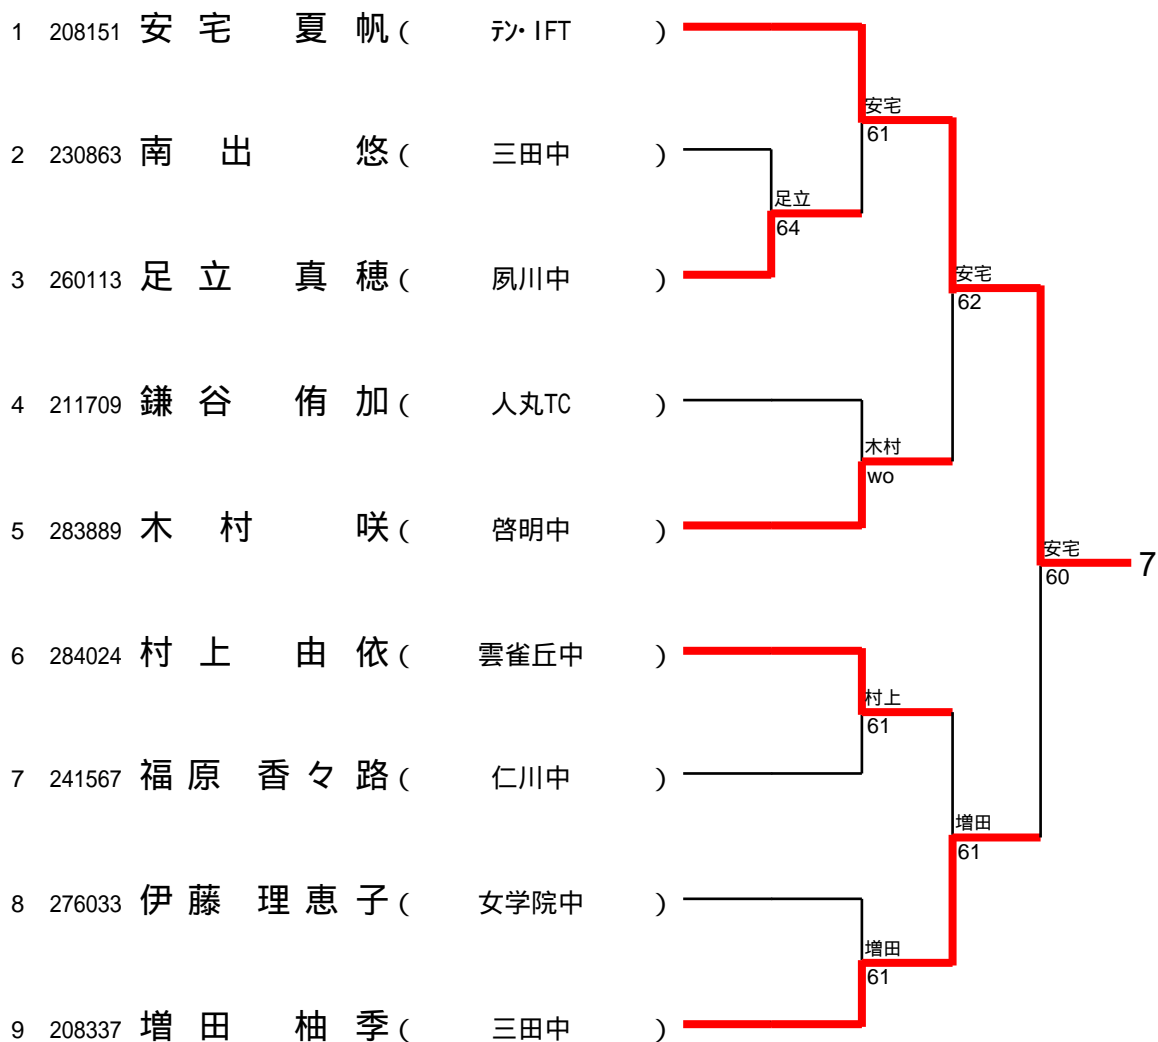 1 208151 安宅 夏帆 ( テン・IFT )
安宅
61
2 230863 南出 悠 ( 三田中 )
足立
64
3 260113 足立 真穂 ( 夙川中 )
安宅
62
4 211709 鎌谷 侑加 ( 人丸TC )
木村
wo
5 283889 木村 咲 ( 啓明中 )
安宅
60
7
6 284024 村上 由依 ( 雲雀丘中 )
村上
61
7 241567 福原 香々路 ( 仁川中 )
増田
61
8 276033 伊藤 理恵子 ( 女学院中 )
増田
61
9 208337 増田 柚季 ( 三田中 )